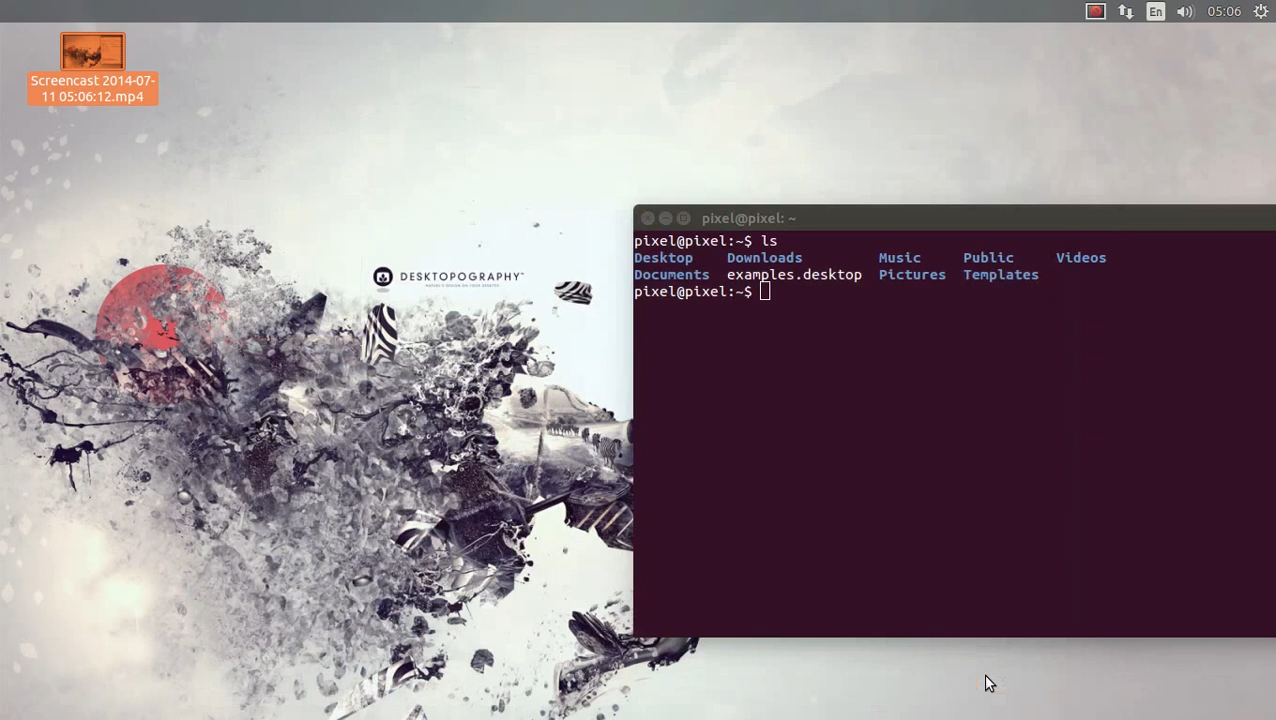 En
05:06
Screencast 2014-07-
11 05:06:12.mp4
DESKTOPOGRAPHY™
pixel@pixel: ~
pixel@pixel:~$ ls
Desktop Downloads Music Public Videos
Documents examples.desktop Pictures Templates
pixel@pixel:~$